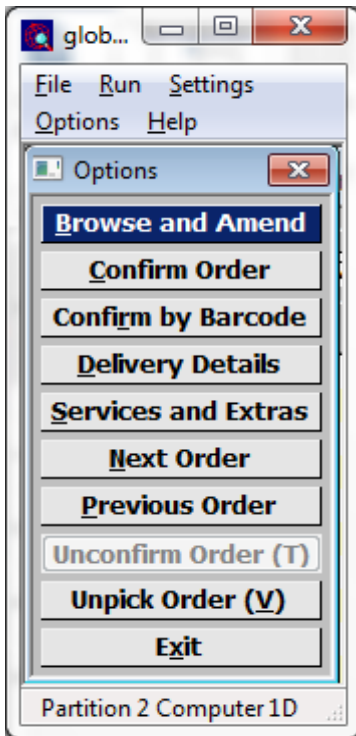 glob...
File Run Settings
Options Help
Options
Browse and Amend
Confirm Order
Confirm by Barcode
Delivery Details
Services and Extras
Next Order
Previous Order
Unconfirm Order (T)
Unpick Order (V)
Exit
Partition 2 Computer 1D